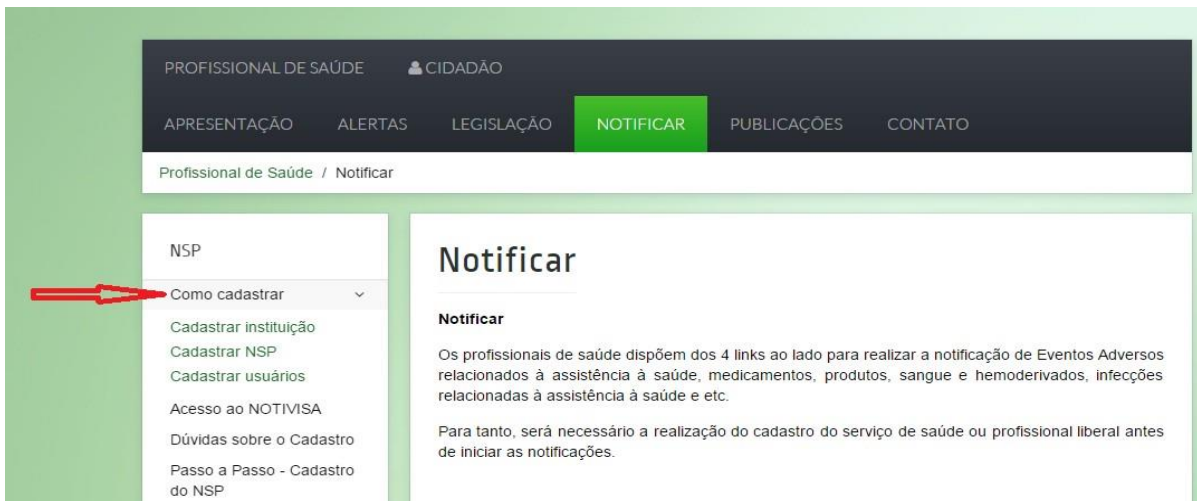 PROFISSIONAL DE SAÚDE CIDADÃO
APRESENTAÇÃO ALERTAS LEGISLAÇÃO NOTIFICAR PUBLICAÇÕES CONTATO
Profissional de Saúde / Notificar
NSP
Como cadastrar
Cadastrar instituição
Cadastrar NSP
Cadastrar usuários
Acesso ao NOTIVISA
Dúvidas sobre o Cadastro
Passo a Passo - Cadastro
do NSP
Notificar
Notificar
Os profissionais de saúde dispõem dos 4 links ao lado para realizar a notificação de Eventos Adversos
relacionados à assistência à saúde, medicamentos, produtos, sangue e hemoderivados, infecções
relacionadas à assistência à saúde e etc.
Para tanto, será necessário a realização do cadastro do serviço de saúde ou profissional liberal antes
de iniciar as notificações.